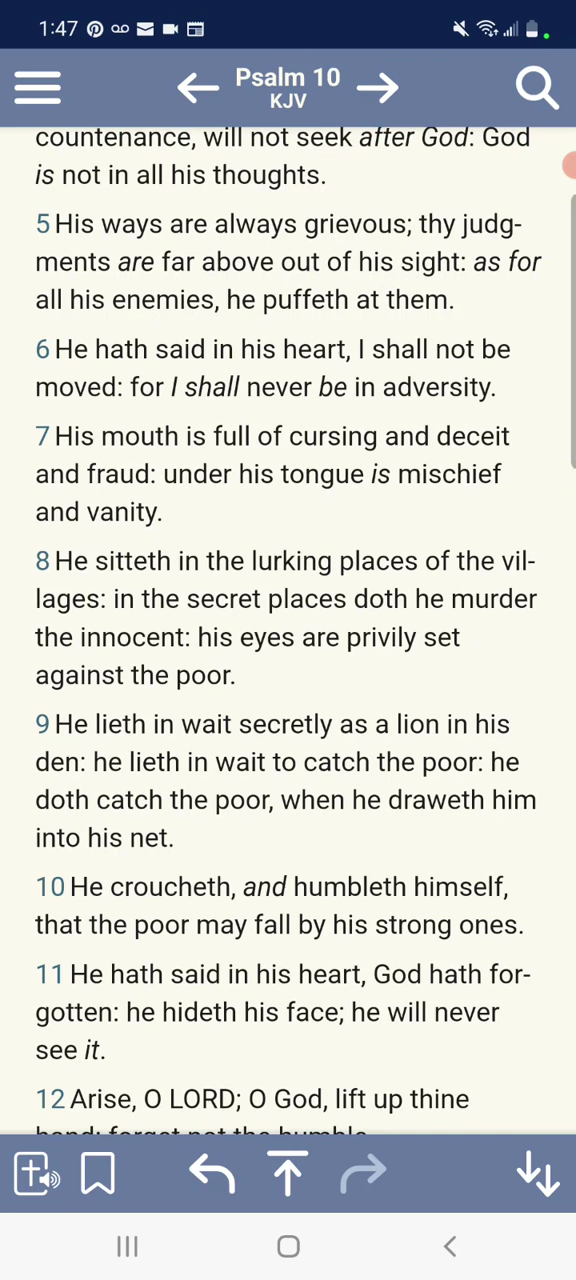 1:47
Psalm 10
KJV
countenance, will not seek after God: God
is not in all his thoughts.
5 His ways are always grievous; thy judg-
ments are far above out of his sight: as for
all his enemies, he puffeth at them.
6 He hath said in his heart, I shall not be
moved: for I shall never be in adversity.
7 His mouth is full of cursing and deceit
and fraud: under his tongue is mischief
and vanity.
8 He sitteth in the lurking places of the vil-
lages: in the secret places doth he murder
the innocent: his eyes are privily set
against the poor.
9 He lieth in wait secretly as a lion in his
den: he lieth in wait to catch the poor: he
doth catch the poor, when he draweth him
into his net.
10 He croucheth, and humbleth himself,
that the poor may fall by his strong ones.
11 He hath said in his heart, God hath for-
gotten: he hideth his face; he will never
see it.
12 Arise, O LORD; O God, lift up thine
hand: forget not the humble.